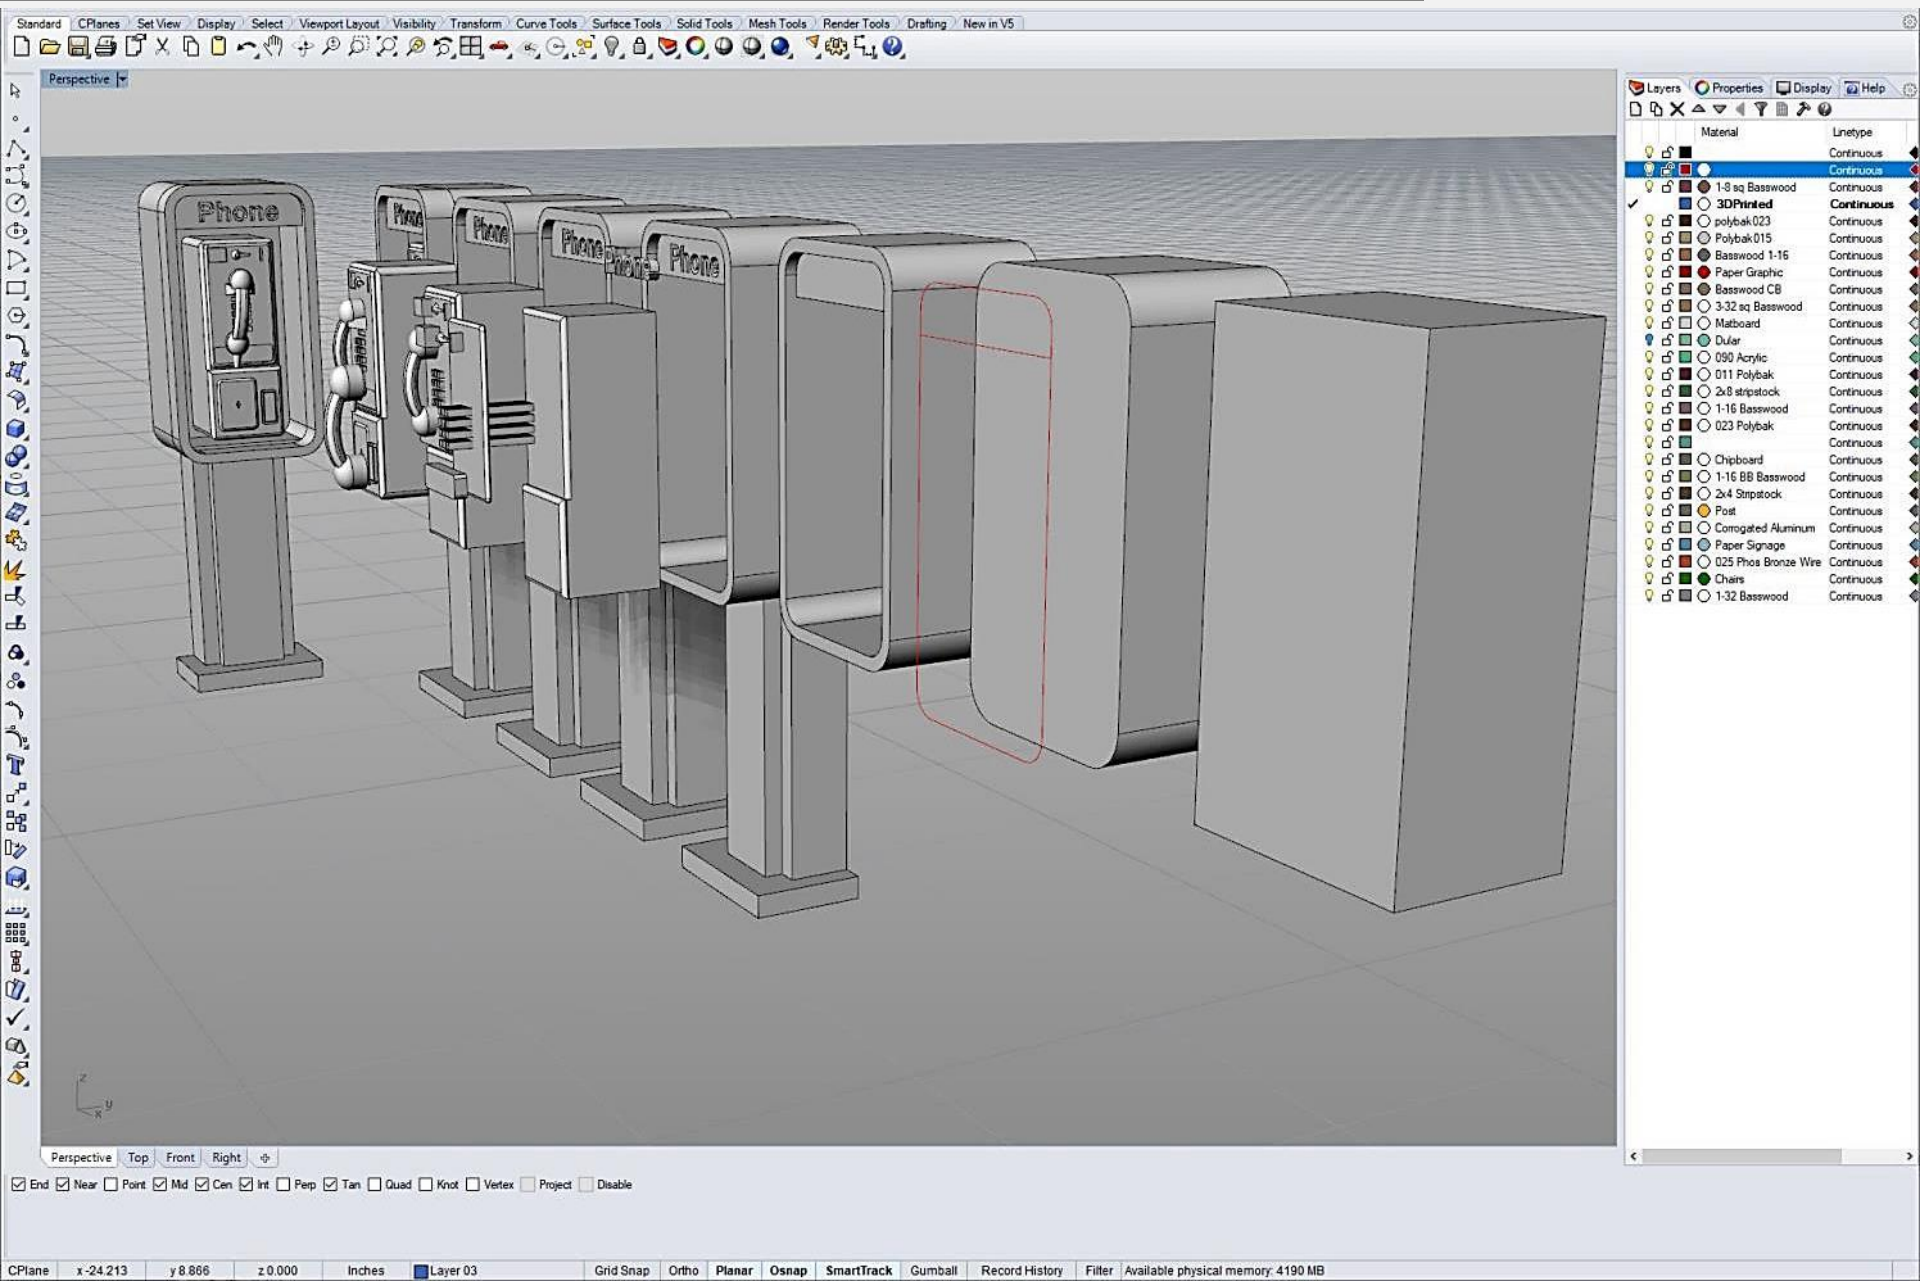 Standard CPlanes Set View Display Select Viewport Layout Visibility Transform Curve Tools Surface Tools Solid Tools Mesh Tools Render Tools Drafting New in V5
Perspective
Layers Properties Display Help
Material Linetype
Continuous
Continuous
1-8 sq Basswood Continuous
3DPrinted Continuous
polybak023 Continuous
Polybak015 Continuous
Basswood 1-16 Continuous
Paper Graphic Continuous
Basswood CB Continuous
3-32 sq Basswood Continuous
Matboard Continuous
Dular Continuous
090 Acrylic Continuous
011 Polybak Continuous
2x8 stripstock Continuous
1-16 Basswood Continuous
023 Polybak Continuous
Continuous
Chipboard Continuous
1-16 BB Basswood Continuous
2x4 Stripstock Continuous
Post Continuous
Corrogated Aluminum Continuous
Paper Signage Continuous
025 Phos Bronze Wire Continuous
Chairs Continuous
1-32 Basswood Continuous
Phone
Phone
Phone
Phone
Phone
Phone
z
y
x
Perspective Top Front Right
End Near Point Mid Cen Int Perp Tan Quad Knot Vertex Project Disable
CPlane x -24.213 y 8.866 z 0.000 Inches Layer 03 Grid Snap Ortho Planar Osnap SmartTrack Gumball Record History Filter Available physical memory: 4190 MB